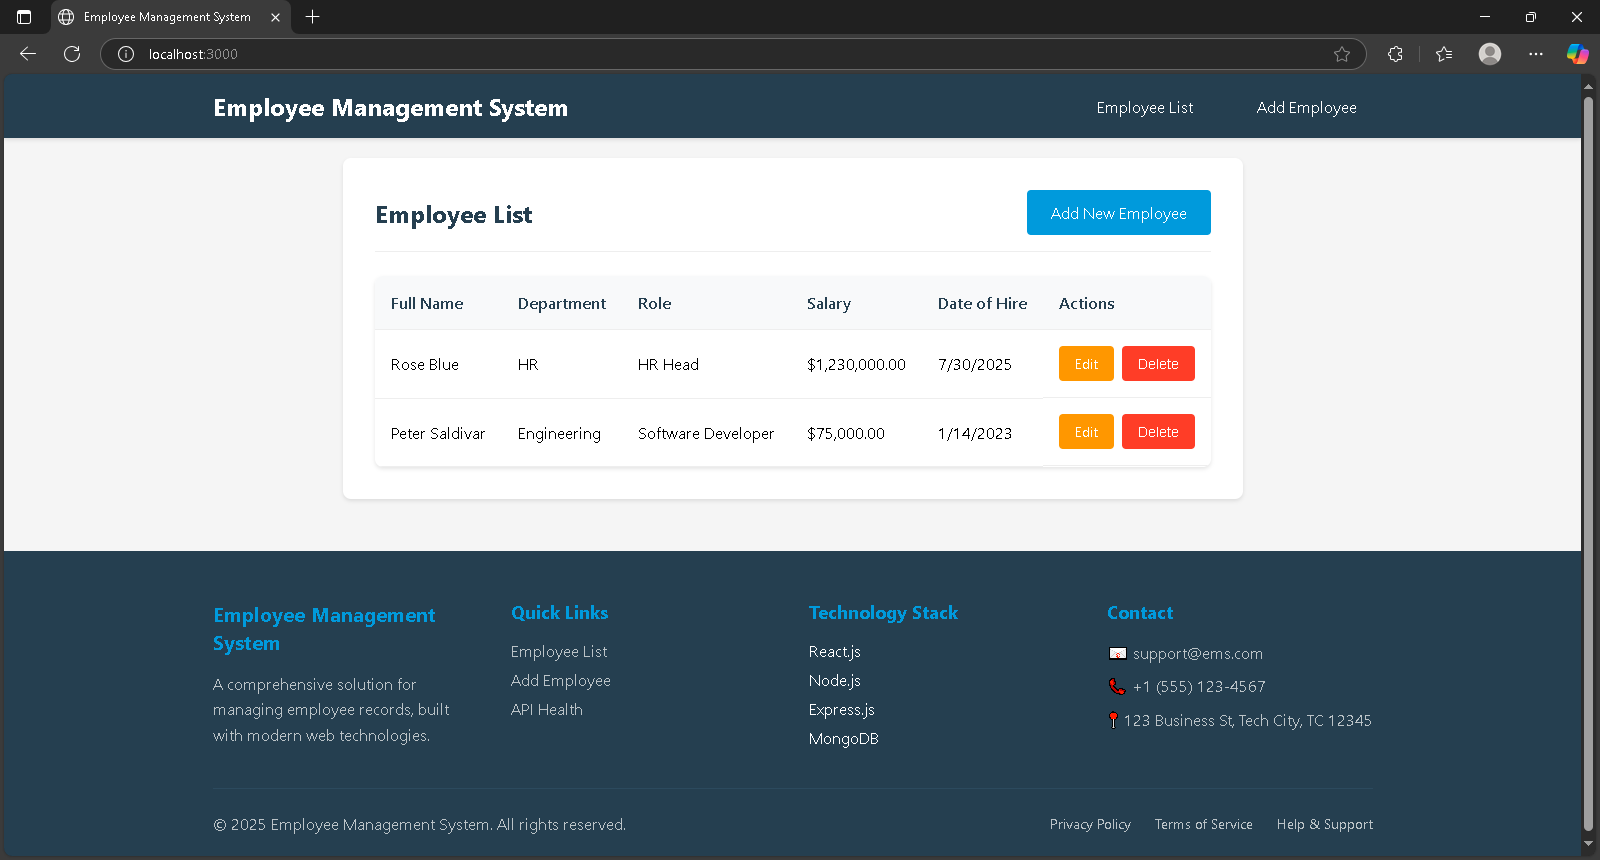 Employee Management System
localhost:3000
Employee Management System
Employee List
Add Employee
Employee List
Add New Employee
Full Name Department Role Salary Date of Hire Actions
Rose Blue HR HR Head $1,230,000.00 7/30/2025 Edit Delete
Peter Saldivar Engineering Software Developer $75,000.00 1/14/2023 Edit Delete
Employee Management
System
A comprehensive solution for
managing employee records, built
with modern web technologies.
Quick Links
Employee List
Add Employee
API Health
Technology Stack
React.js
Node.js
Express.js
MongoDB
Contact
support@ems.com
+1 (555) 123-4567
123 Business St, Tech City, TC 12345
© 2025 Employee Management System. All rights reserved.
Privacy Policy Terms of Service Help & Support